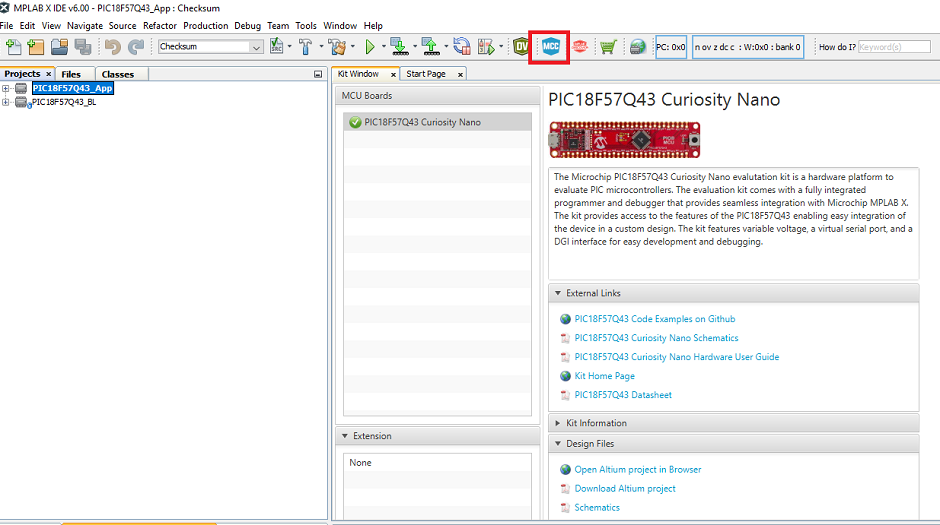 MPLAB X IDE v6.00 - PIC18F57Q43_App : Checksum
File Edit View Navigate Source Refactor Production Debug Team Tools Window Help
Checksum
DV
MCC
PC: 0x0
n ov z dc c : W:0x0 : bank 0
How do I?
Keyword(s)
Projects
Files
Classes
Kit Window
Start Page
PIC18F57Q43_App
PIC18F57Q43_BL
MCU Boards
PIC18F57Q43 Curiosity Nano
Extension
None
PIC18F57Q43 Curiosity Nano
The Microchip PIC18F57Q43 Curiosity Nano evalutation kit is a hardware platform to
evaluate PIC microcontrollers. The evaluation kit comes with a fully integrated
programmer and debugger that provides seamless integration with Microchip MPLAB X.
The kit provides access to the features of the PIC18F57Q43 enabling easy integration of
the device in a custom design. The kit features variable voltage, a virtual serial port, and a
DGI interface for easy development and debugging.
External Links
PIC18F57Q43 Code Examples on Github
PIC18F57Q43 Curiosity Nano Schematics
PIC18F57Q43 Curiosity Nano Hardware User Guide
Kit Home Page
PIC18F57Q43 Datasheet
Kit Information
Design Files
Open Altium project in Browser
Download Altium project
Schematics